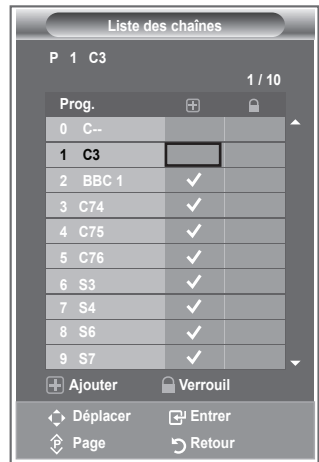 Liste des chaînes
P 1 C3
1 / 10
Prog.
0 C--
1 C3
2 BBC 1
3 C74
4 C75
5 C76
6 S3
7 S4
8 S6
9 S7
Ajouter Verrouil
Déplacer Entrer
P Page Retour